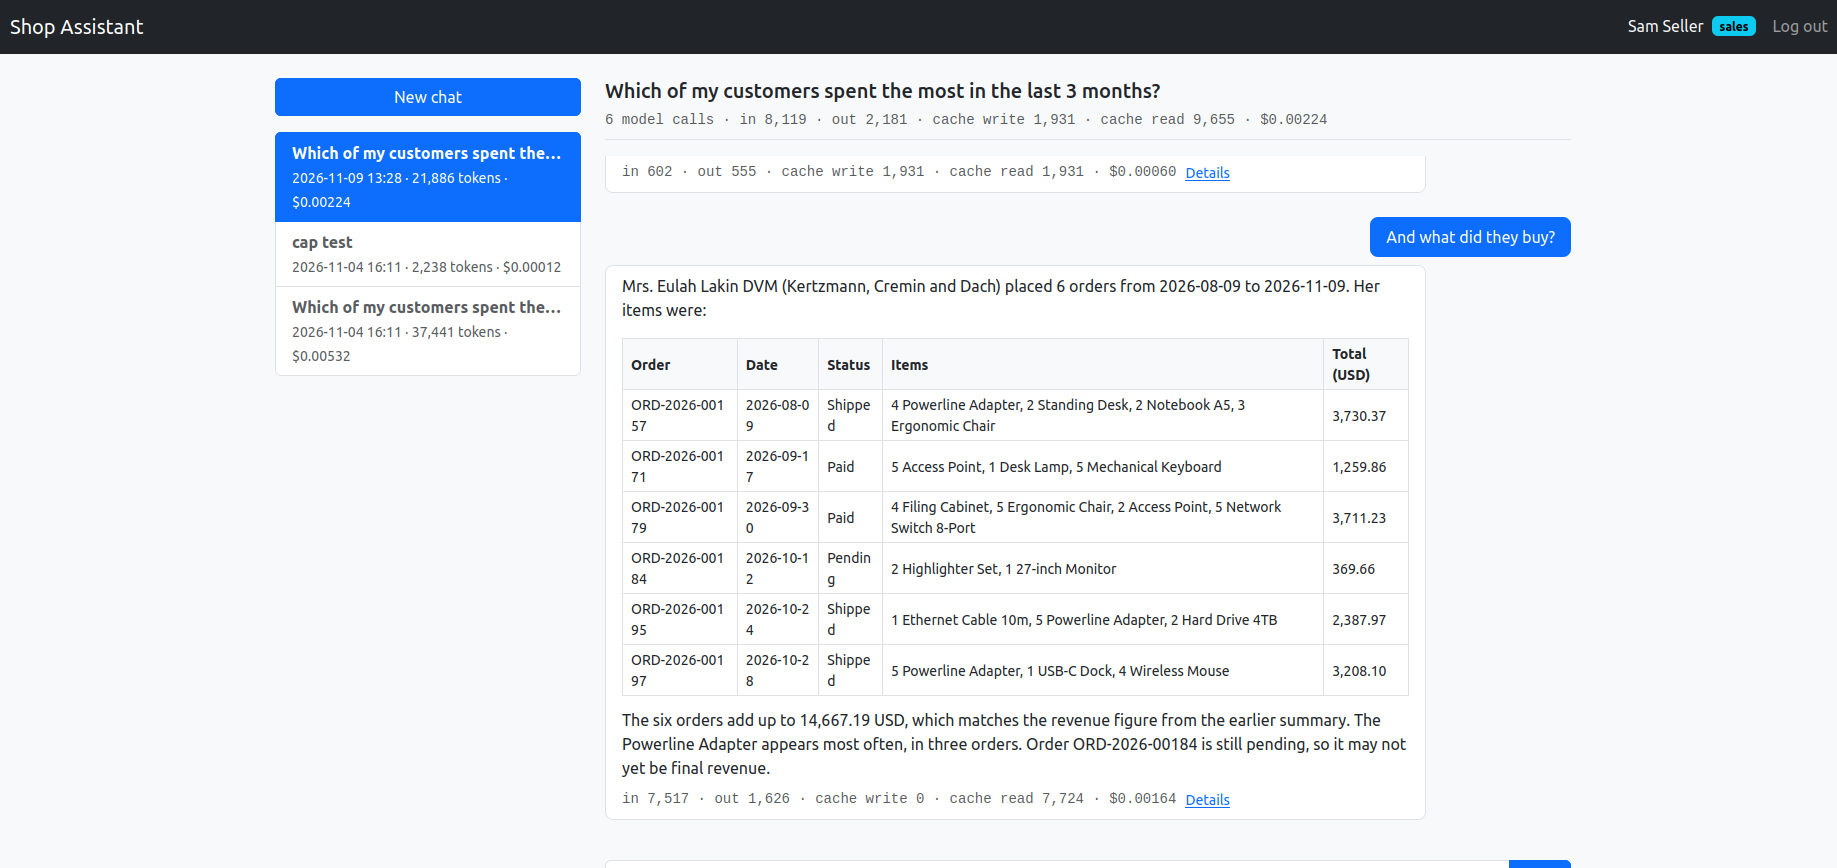 Shop Assistant
Sam Seller sales Log out
New chat
Which of my customers spent the...
2026-11-09 13:28 · 21,886 tokens ·
$0.00224
cap test
2026-11-04 16:11 · 2,238 tokens · $0.00012
Which of my customers spent the...
2026-11-04 16:11 · 37,441 tokens ·
$0.00532
Which of my customers spent the most in the last 3 months?
6 model calls · in 8,119 · out 2,181 · cache write 1,931 · cache read 9,655 · $0.00224
in 602 · out 555 · cache write 1,931 · cache read 1,931 · $0.00060 Details
And what did they buy?
Mrs. Eulah Lakin DVM (Kertzmann, Cremin and Dach) placed 6 orders from 2026-08-09 to 2026-11-09. Her
items were:
Order Date Status Items Total
(USD)
ORD-2026-001 2026-08-0 Shippe 4 Powerline Adapter, 2 Standing Desk, 2 Notebook A5, 3 3,730.37
57 9 d Ergonomic Chair
ORD-2026-001 2026-09-1 Paid 5 Access Point, 1 Desk Lamp, 5 Mechanical Keyboard 1,259.86
71 7
ORD-2026-001 2026-09-3 Paid 4 Filing Cabinet, 5 Ergonomic Chair, 2 Access Point, 5 Network 3,711.23
79 0 Switch 8-Port
ORD-2026-001 2026-10-1 Pendin 2 Highlighter Set, 1 27-inch Monitor 369.66
84 2 g
ORD-2026-001 2026-10-2 Shippe 1 Ethernet Cable 10m, 5 Powerline Adapter, 2 Hard Drive 4TB 2,387.97
95 4 d
ORD-2026-001 2026-10-2 Shippe 5 Powerline Adapter, 1 USB-C Dock, 4 Wireless Mouse 3,208.10
97 8 d
The six orders add up to 14,667.19 USD, which matches the revenue figure from the earlier summary. The
Powerline Adapter appears most often, in three orders. Order ORD-2026-00184 is still pending, so it may not
yet be final revenue.
in 7,517 · out 1,626 · cache write 0 · cache read 7,724 · $0.00164 Details